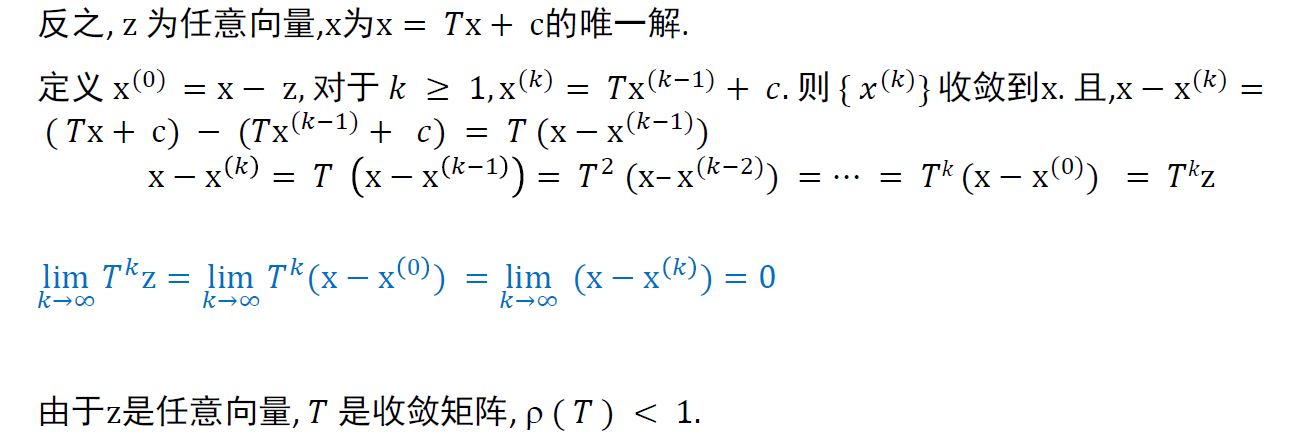 反之, z 为任意向量,x为x = Tx + c的唯一解.
定义 x⁽⁰⁾ = x − z, 对于 k ≥ 1, x⁽ᵏ⁾ = Tx⁽ᵏ⁻¹⁾ + c. 则 { x⁽ᵏ⁾} 收敛到x. 且,x − x⁽ᵏ⁾ =
( Tx + c) − (Tx⁽ᵏ⁻¹⁾ + c) = T (x − x⁽ᵏ⁻¹⁾)
x − x⁽ᵏ⁾ = T (x − x⁽ᵏ⁻¹⁾) = T² (x– x⁽ᵏ⁻²⁾) = ⋯ = Tᵏ (x − x⁽⁰⁾) = Tᵏz
lim k→∞ Tᵏz = lim k→∞ Tᵏ(x − x⁽⁰⁾) = lim k→∞ (x − x⁽ᵏ⁾) = 0
由于z是任意向量, T 是收敛矩阵, ρ ( T ) < 1.